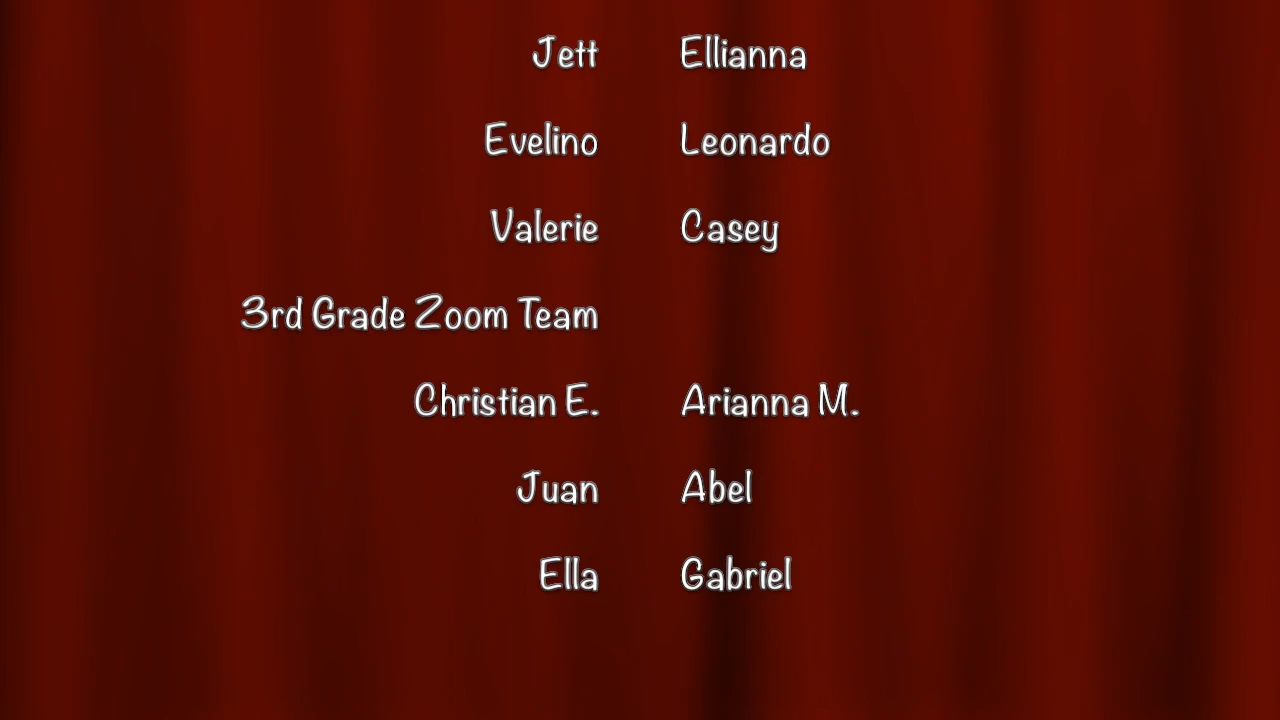 Jett Ellianna
Evelino Leonardo
Valerie Casey
3rd Grade Zoom Team
Christian E. Arianna M.
Juan Abel
Ella Gabriel